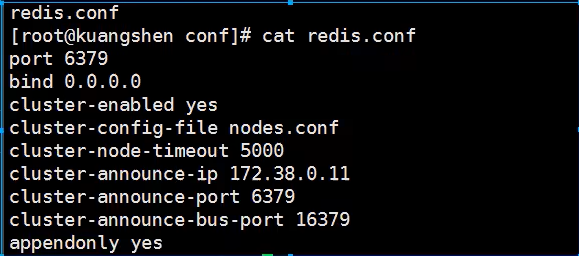 redis.conf
[root@kuangshen conf]# cat redis.conf
port 6379
bind 0.0.0.0
cluster-enabled yes
cluster-config-file nodes.conf
cluster-node-timeout 5000
cluster-announce-ip 172.38.0.11
cluster-announce-port 6379
cluster-announce-bus-port 16379
appendonly yes